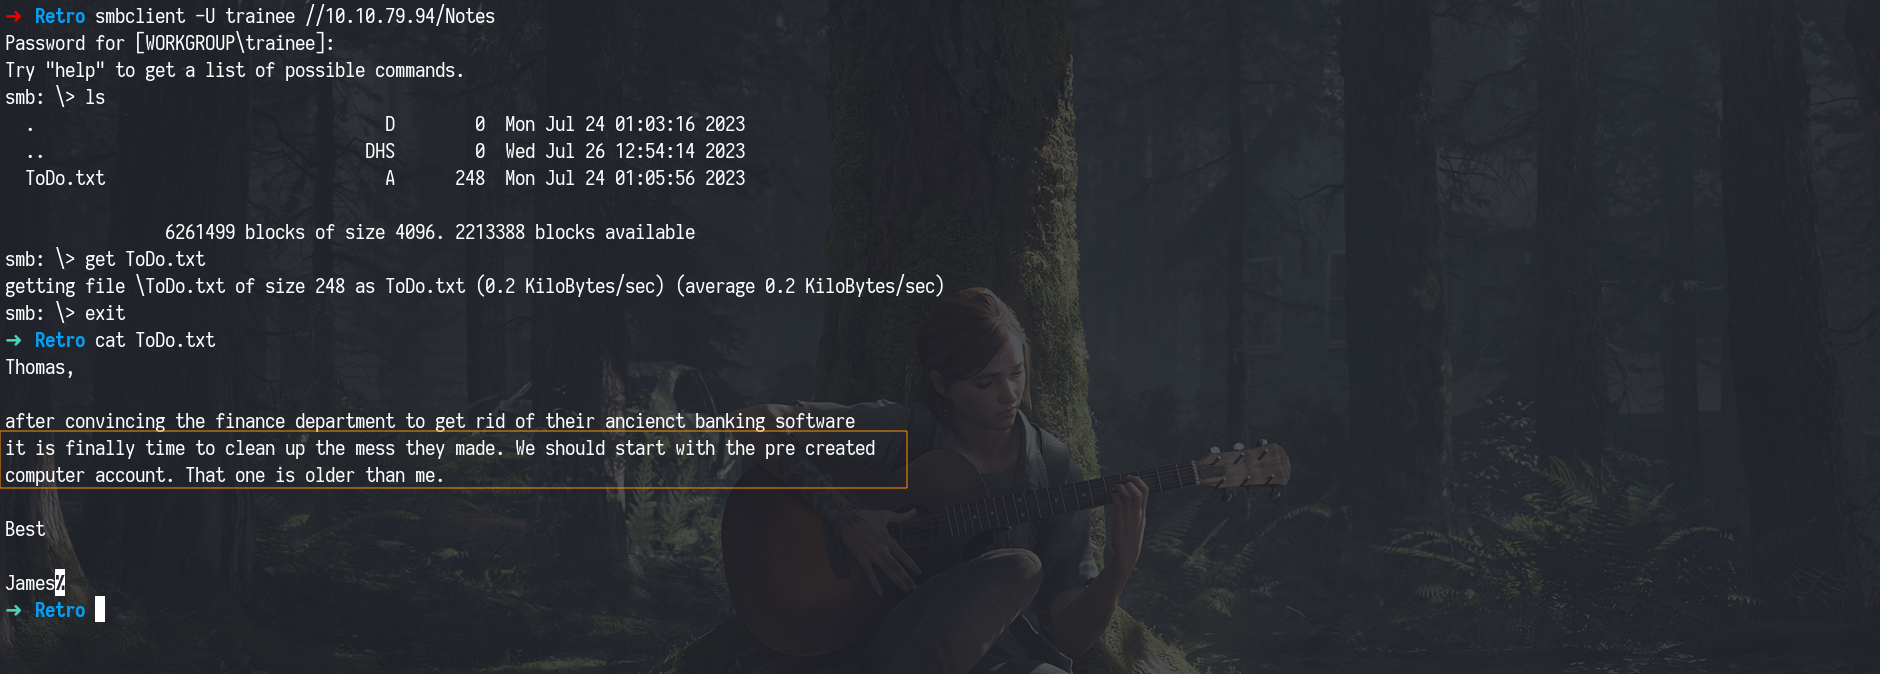 ➜ Retro smbclient -U trainee //10.10.79.94/Notes
Password for [WORKGROUP\trainee]:
Try "help" to get a list of possible commands.
smb: \> ls
  .                                   D        0  Mon Jul 24 01:03:16 2023
  ..                                DHS        0  Wed Jul 26 12:54:14 2023
  ToDo.txt                            A      248  Mon Jul 24 01:05:56 2023
                6261499 blocks of size 4096. 2213388 blocks available
smb: \> get ToDo.txt
getting file \ToDo.txt of size 248 as ToDo.txt (0.2 KiloBytes/sec) (average 0.2 KiloBytes/sec)
smb: \> exit
➜ Retro cat ToDo.txt
Thomas,
after convincing the finance department to get rid of their ancienct banking software
it is finally time to clean up the mess they made. We should start with the pre created
computer account. That one is older than me.
Best
James%
➜ Retro